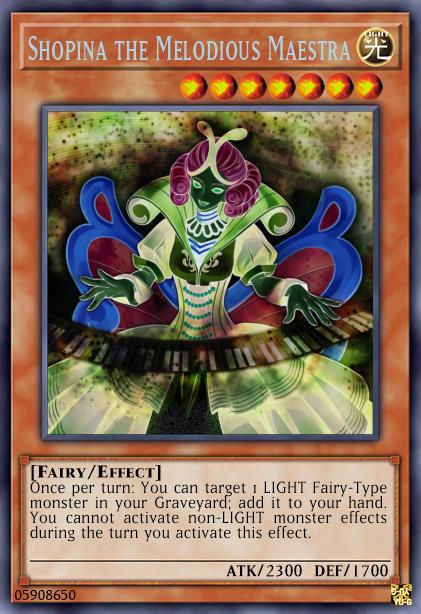 Shopina the Melodious Maestra
LIGHT
光
[Fairy/Effect]
Once per turn: You can target 1 LIGHT Fairy-Type
monster in your Graveyard; add it to your hand.
You cannot activate non-LIGHT monster effects
during the turn you activate this effect.
ATK/2300 DEF/1700
05908650